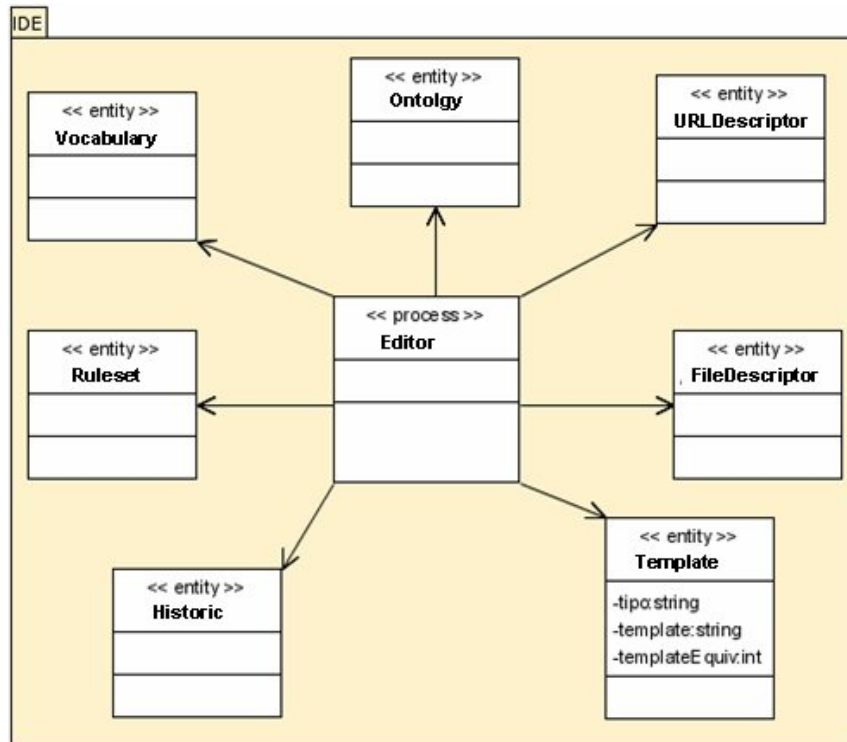 IDE
<< entity >>
Ontolgy
<< entity >>
Vocabulary
<< entity >>
URLDescriptor
<< process >>
Editor
<< entity >>
Ruleset
<< entity >>
FileDescriptor
<< entity >>
Historic
<< entity >>
Template
-tipo:string
-template:string
-templateEquiv:int